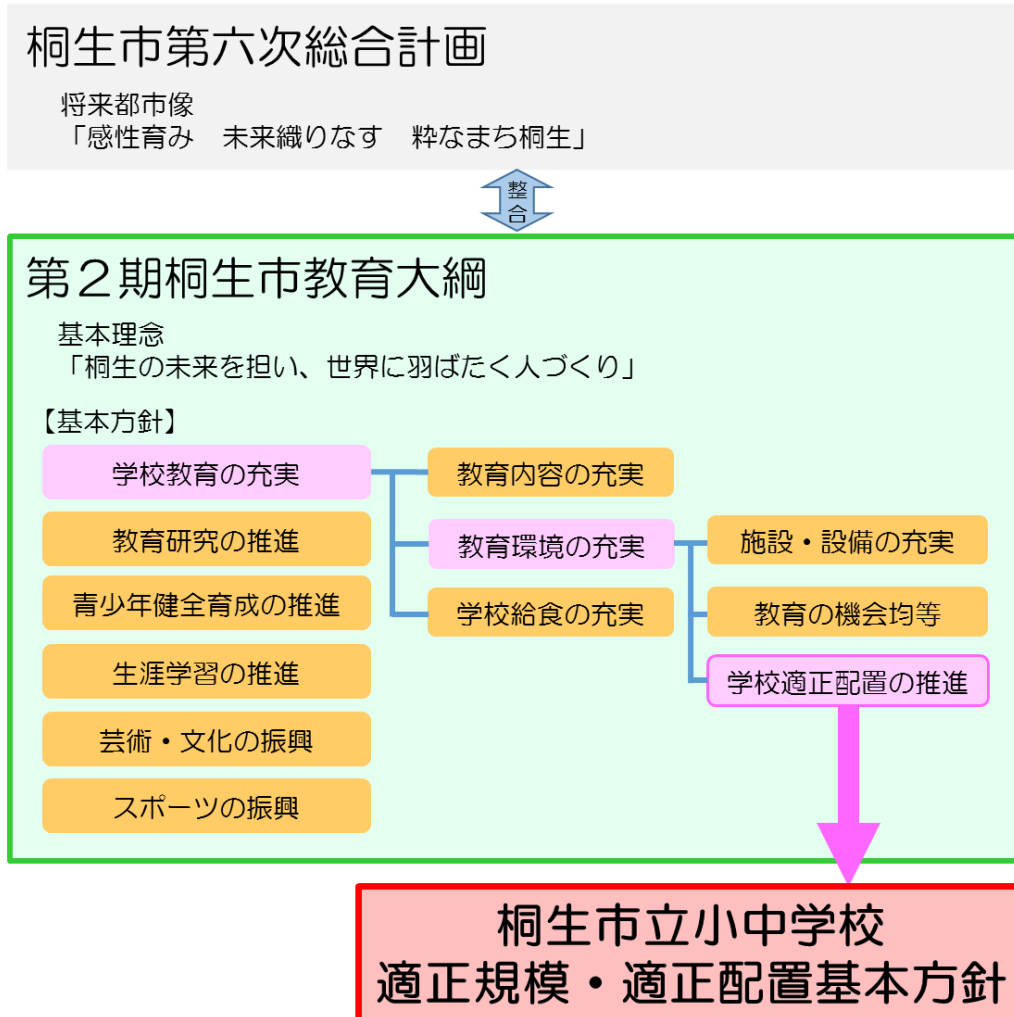 桐生市第六次総合計画
将来都市像
「感性育み　未来織りなす　粋なまち桐生」
整
合
第２期桐生市教育大綱
基本理念
「桐生の未来を担い、世界に羽ばたく人づくり」
【基本方針】
学校教育の充実
教育内容の充実
教育研究の推進
教育環境の充実
施設・設備の充実
青少年健全育成の推進
学校給食の充実
教育の機会均等
生涯学習の推進
学校適正配置の推進
芸術・文化の振興
スポーツの振興
桐生市立小中学校
適正規模・適正配置基本方針